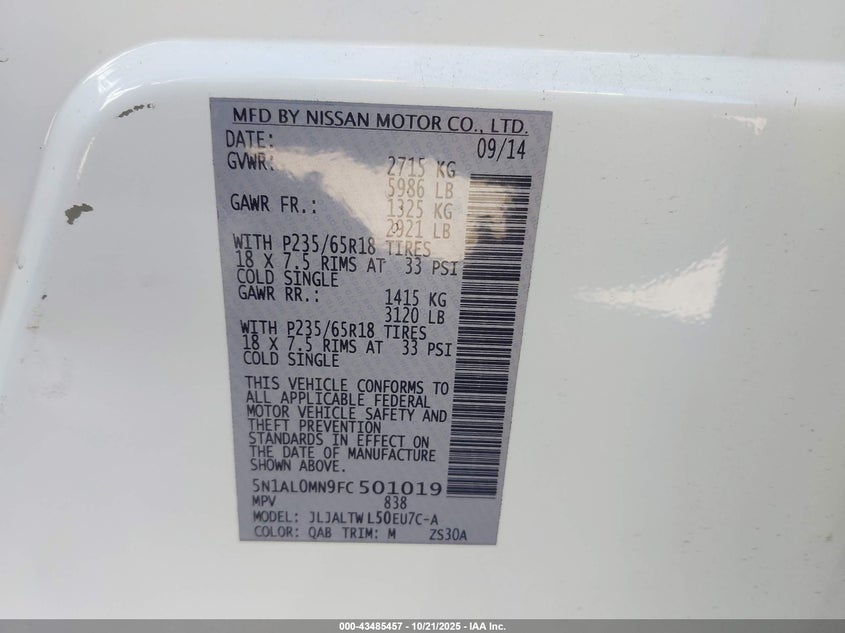 MFD BY NISSAN MOTOR CO., LTD.
DATE: 09/14
GVWR: 2715 KG
5986 LB
GAWR FR.: 1325 KG
2921 LB
WITH P235/65R18 TIRES
18 X 7.5 RIMS AT 33 PSI
COLD SINGLE
GAWR RR.: 1415 KG
3120 LB
WITH P235/65R18 TIRES
18 X 7.5 RIMS AT 33 PSI
COLD SINGLE
THIS VEHICLE CONFORMS TO
ALL APPLICABLE FEDERAL
MOTOR VEHICLE SAFETY AND
THEFT PREVENTION
STANDARDS IN EFFECT ON
THE DATE OF MANUFACTURE
SHOWN ABOVE.
5N1AL0MN9FC501019
MPV 838
MODEL: JLJALTWL50EU7C-A
COLOR: QAB TRIM: M ZS30A
000-43485457 - 10/21/2025 - IAA Inc.